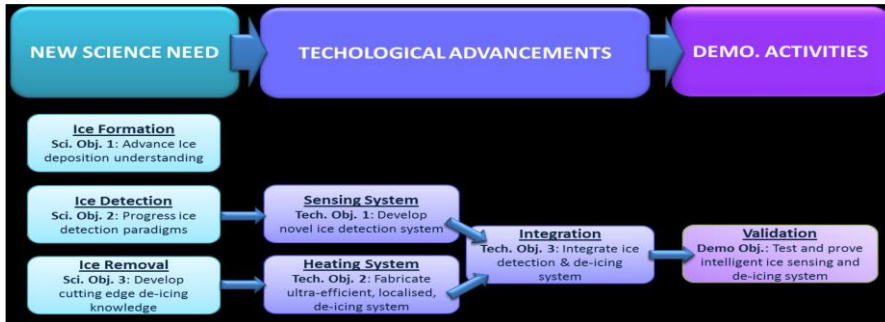 NEW SCIENCE NEED
TECHOLOGICAL ADVANCEMENTS
DEMO. ACTIVITIES
Ice Formation
Sci. Obj. 1: Advance Ice
deposition understanding
Ice Detection
Sci. Obj. 2: Progress ice
detection paradigms
Sensing System
Tech. Obj. 1: Develop
novel ice detection system
Ice Removal
Sci. Obj. 3: Develop
cutting edge de-icing
knowledge
Heating System
Tech. Obj. 2: Fabricate
ultra-efficient, localised,
de-icing system
Integration
Tech. Obj. 3: Integrate ice
detection & de-icing
system
Validation
Demo Obj.: Test and prove
intelligent ice sensing and
de-icing system